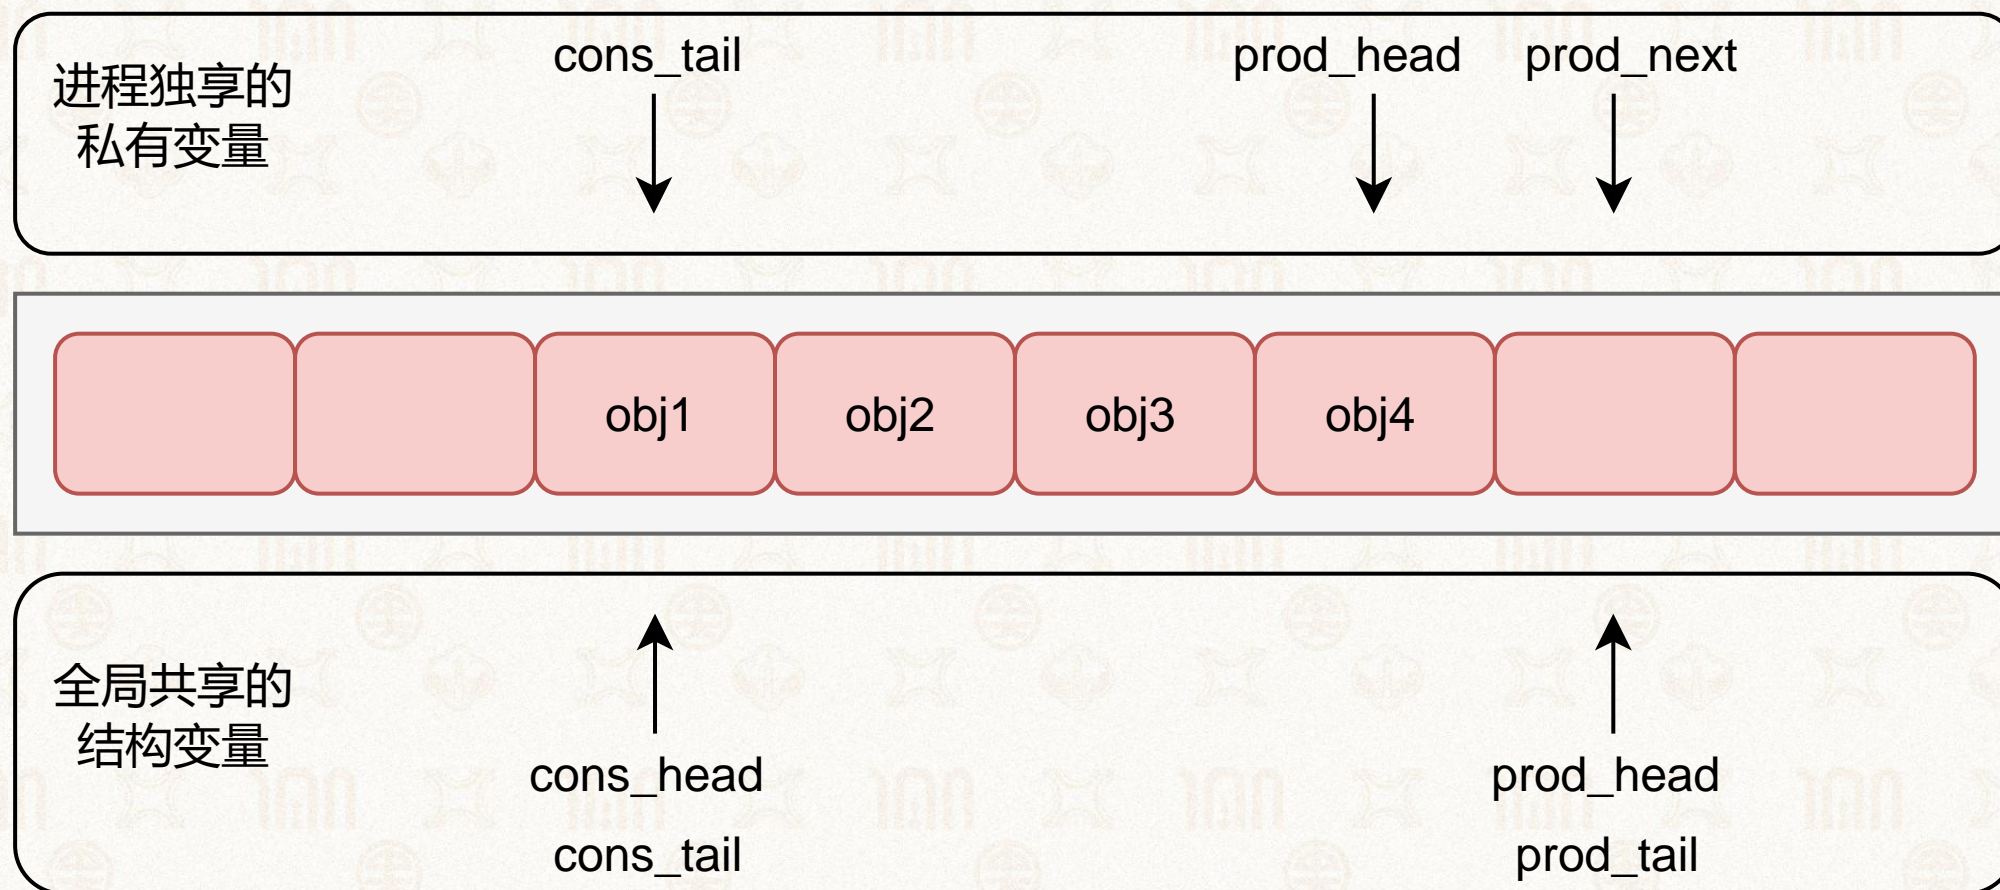 进程独享的
私有变量
cons_tail
prod_head
prod_next
obj1
obj2
obj3
obj4
全局共享的
结构变量
cons_head
cons_tail
prod_head
prod_tail